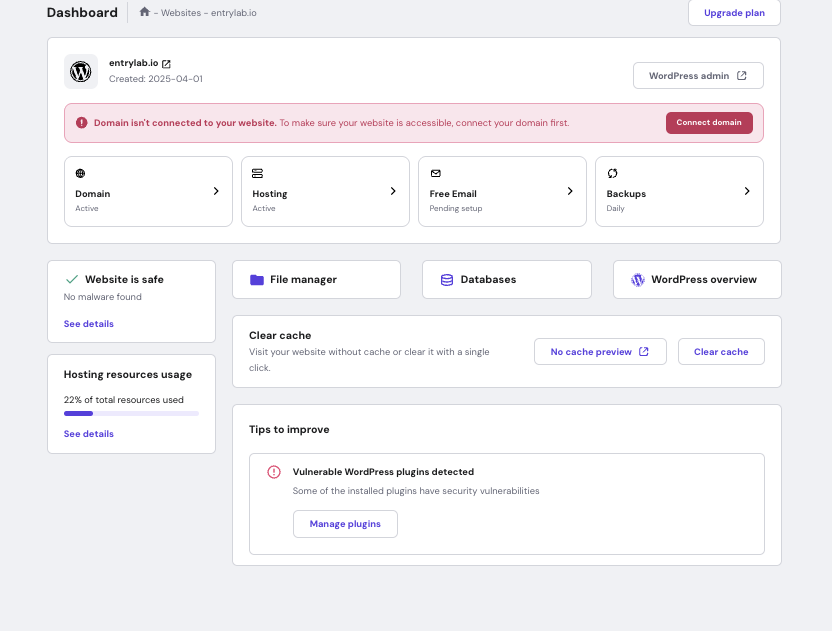 Dashboard
– Websites – entrylab.io
Upgrade plan
entrylab.io
Created: 2025-04-01
WordPress admin
Domain isn't connected to your website. To make sure your website is accessible, connect your domain first.
Connect domain
Domain
Active
Hosting
Active
Free Email
Pending setup
Backups
Daily
Website is safe
No malware found
See details
File manager
Databases
WordPress overview
Clear cache
Visit your website without cache or clear it with a single
click.
No cache preview
Clear cache
Hosting resources usage
22% of total resources used
See details
Tips to improve
Vulnerable WordPress plugins detected
Some of the installed plugins have security vulnerabilities
Manage plugins